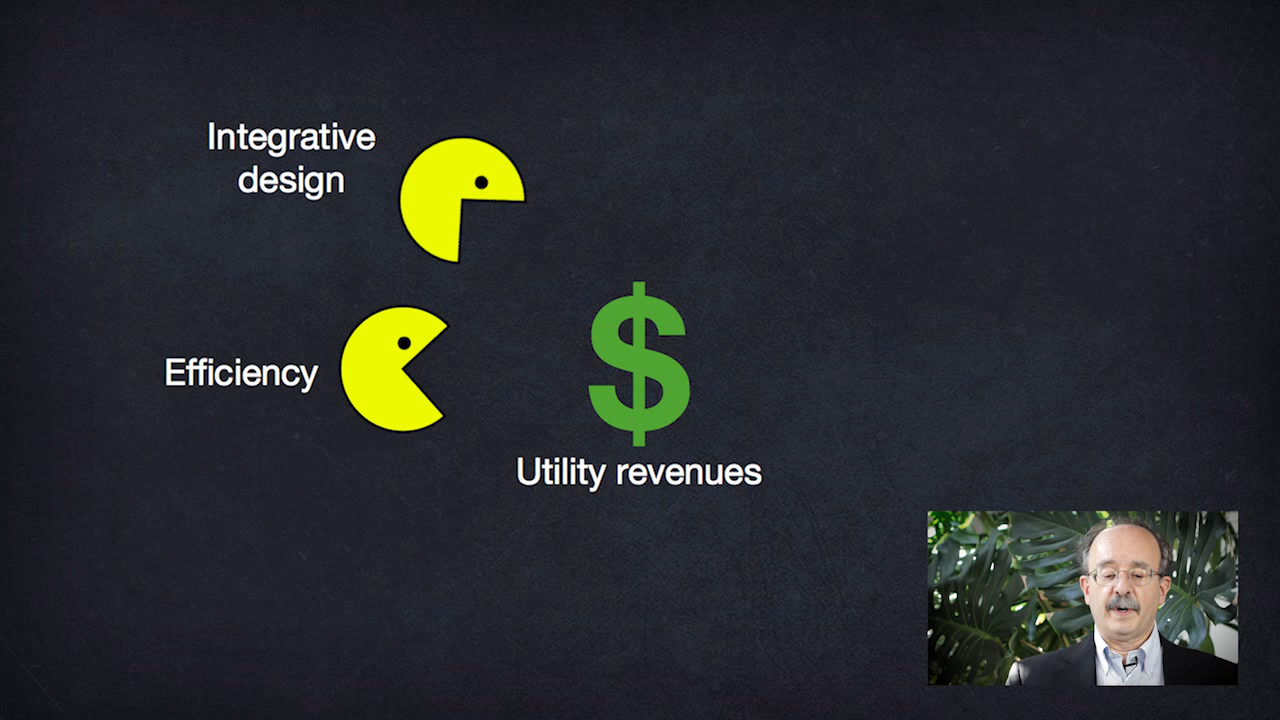 Integrative
design
Efficiency
$
Utility revenues